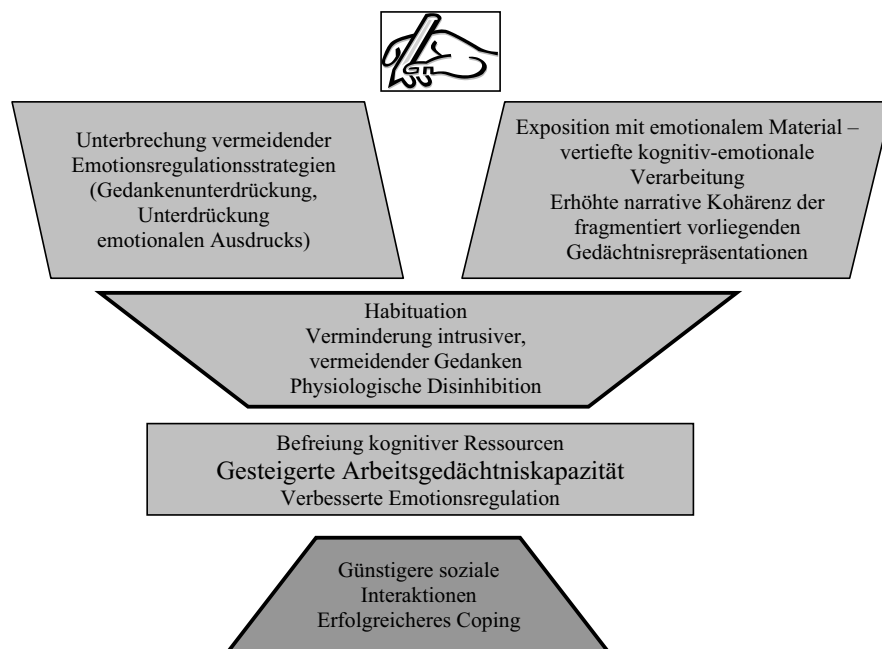 Unterbrechung vermeidender
Emotionsregulationsstrategien
(Gedankenunterdrückung,
Unterdrückung
emotionalen Ausdrucks)
Exposition mit emotionalem Material –
vertiefte kognitiv-emotionale
Verarbeitung
Erhöhte narrative Kohärenz der
fragmentiert vorliegenden
Gedächtnisrepräsentationen
Habituation
Verminderung intrusiver,
vermeidender Gedanken
Physiologische Disinhibition
Befreiung kognitiver Ressourcen
Gesteigerte Arbeitsgedächtniskapazität
Verbesserte Emotionsregulation
Günstigere soziale
Interaktionen
Erfolgreicheres Coping